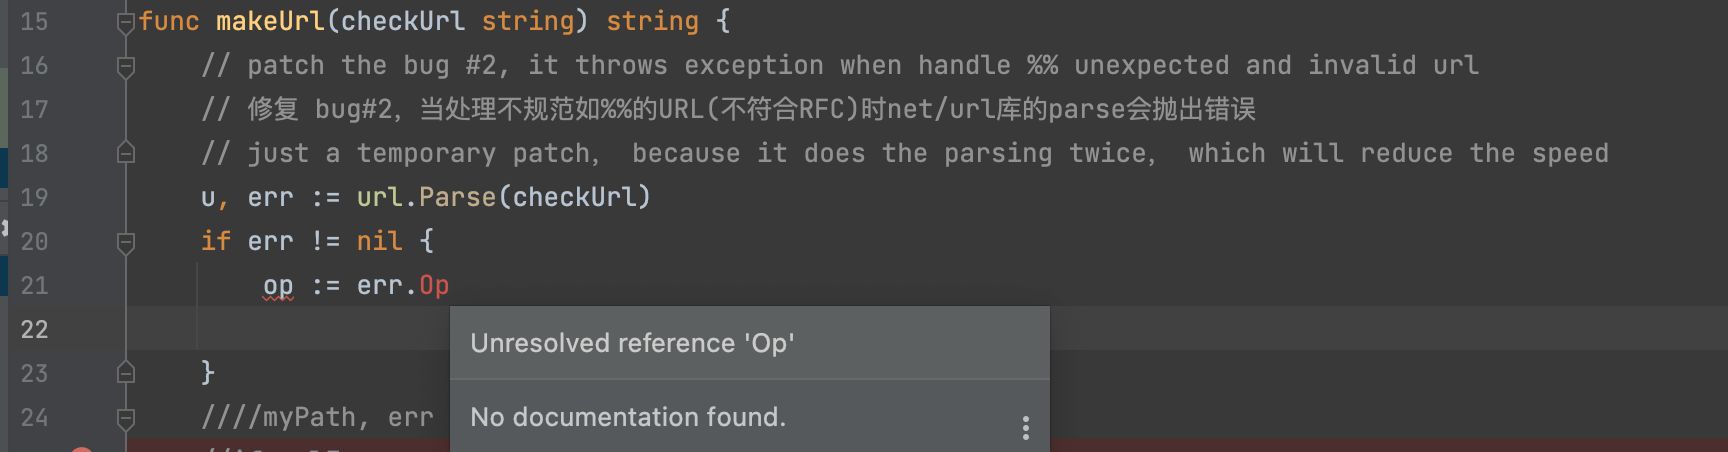 15 func makeUrl(checkUrl string) string {
16 // patch the bug #2, it throws exception when handle %% unexpected and invalid url
17 // 修复 bug#2，当处理不规范如%%的URL(不符合RFC)时net/url库的parse会抛出错误
18 // just a temporary patch， because it does the parsing twice， which will reduce the speed
19 u, err := url.Parse(checkUrl)
20 if err != nil {
21 op := err.Op
22
Unresolved reference 'Op'
23 }
24 ////myPath, err
No documentation found.